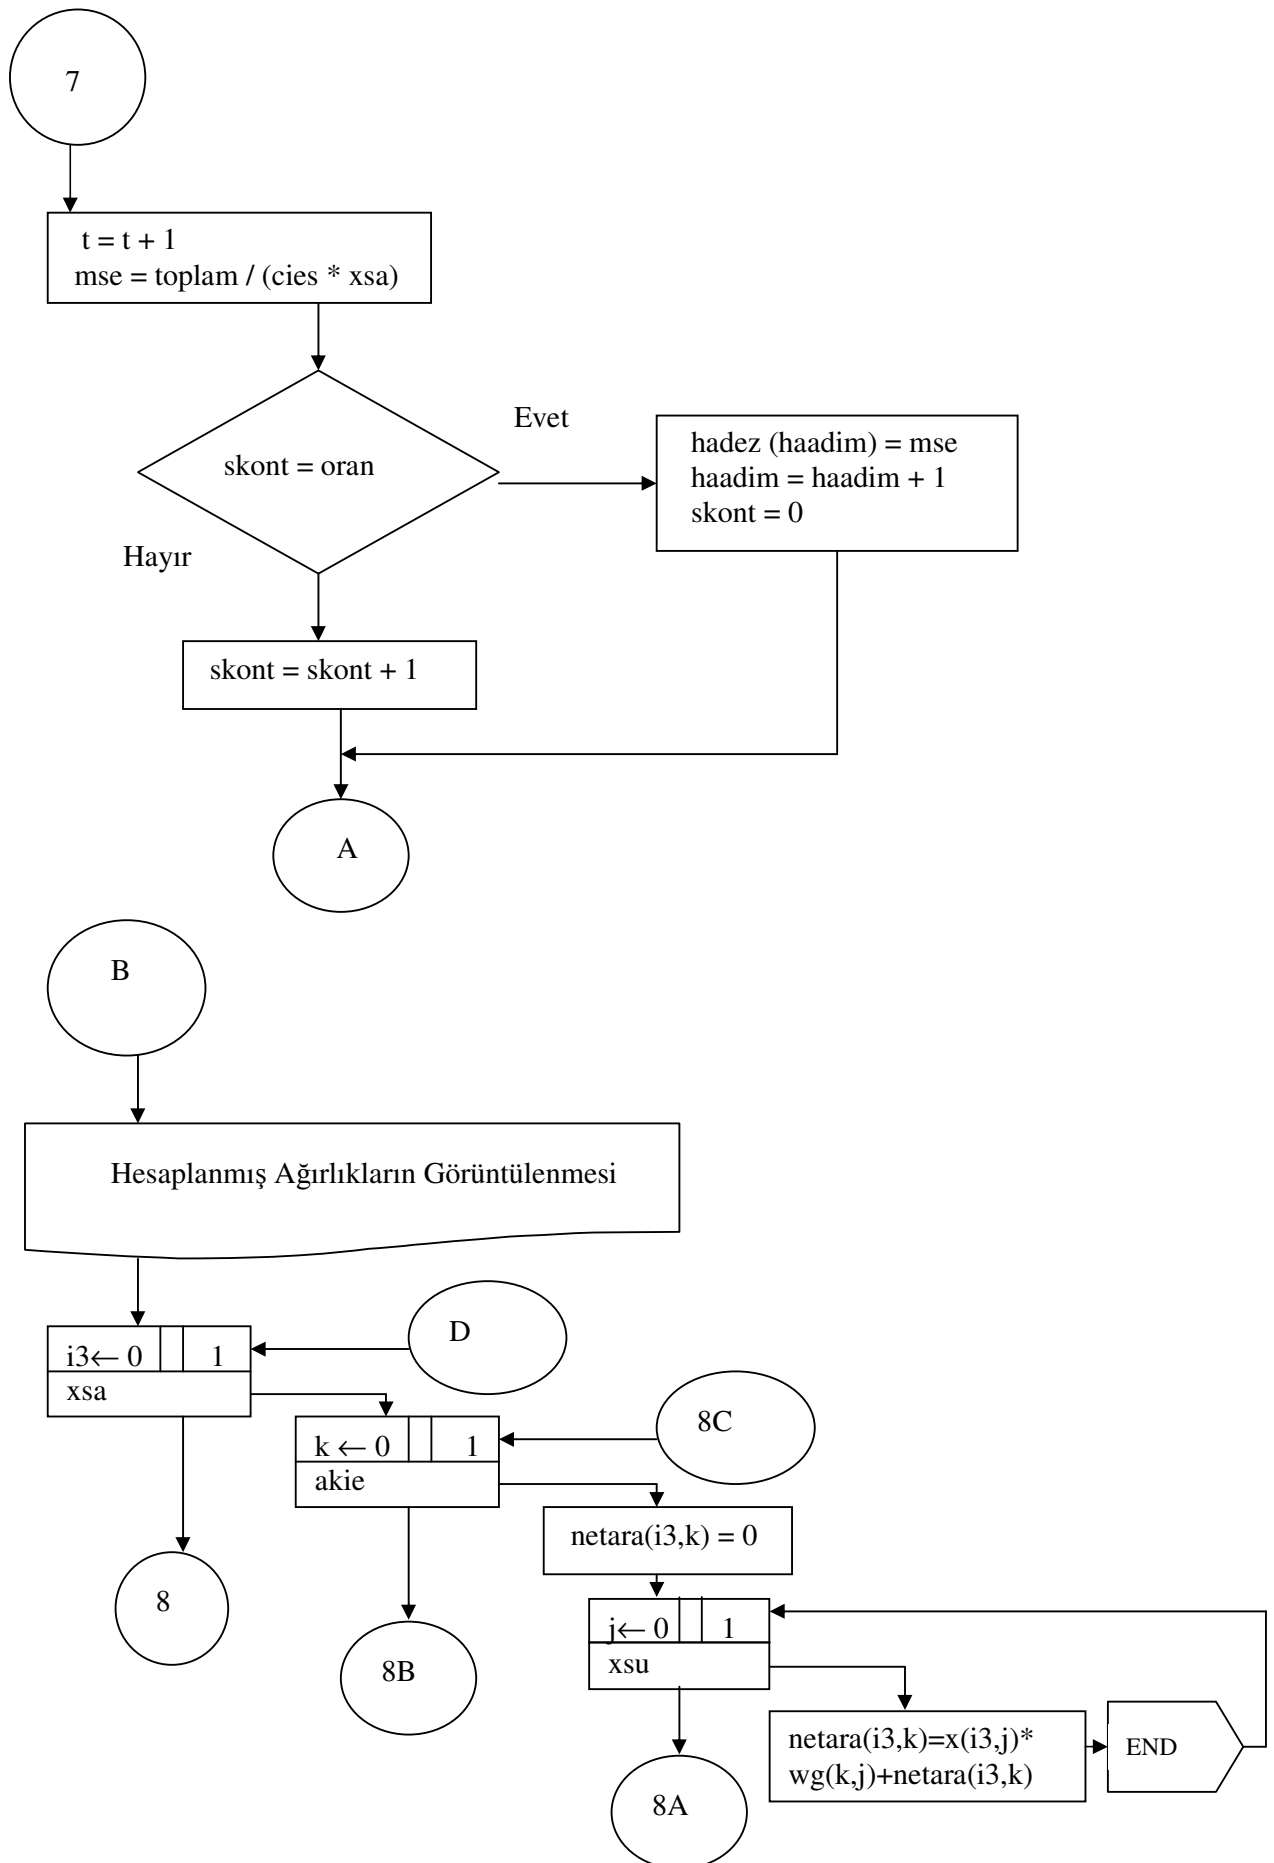 7
t = t + 1
mse = toplam / (cies * xsa)
Evet
skont = oran
hadez (haadim) = mse
haadim = haadim + 1
skont = 0
Hayır
skont = skont + 1
A
B
Hesaplanmış Ağırlıkların Görüntülenmesi
D
i3← 0 1
xsa
8C
k ← 0 1
akie
netara(i3,k) = 0
8
j← 0 1
xsu
8B
netara(i3,k)=x(i3,j)*
wg(k,j)+netara(i3,k)
END
8A